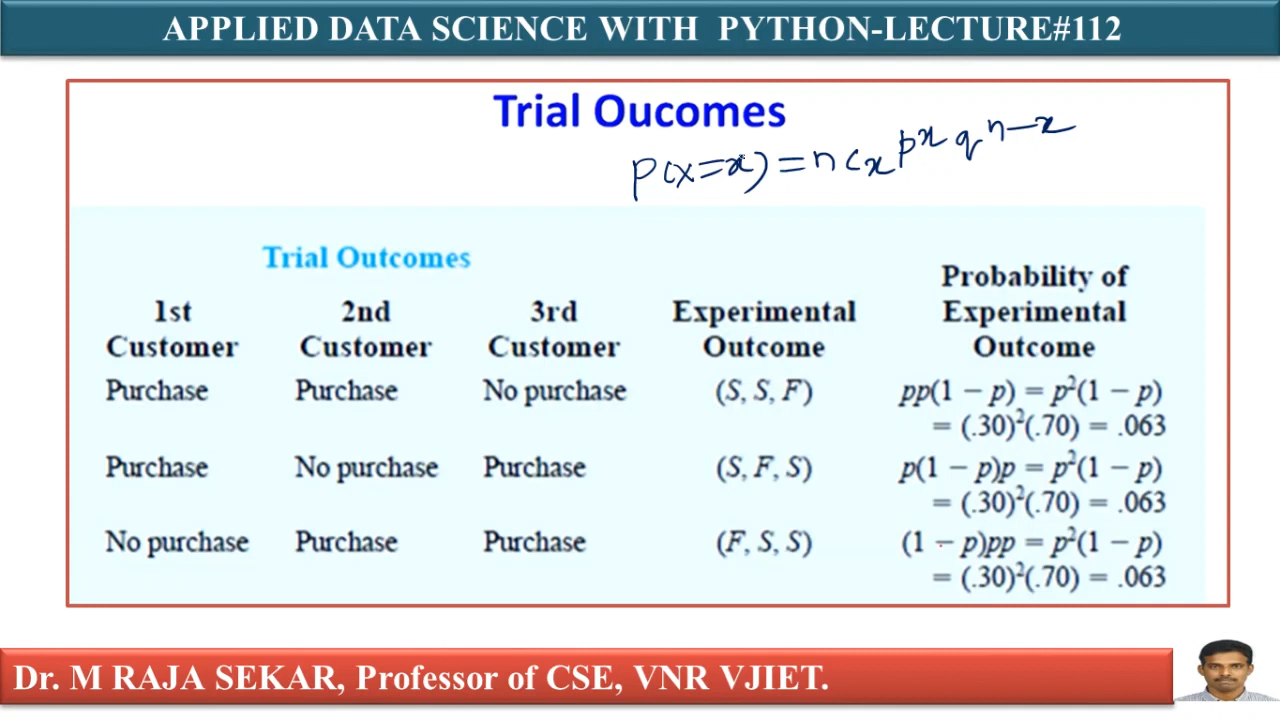 APPLIED DATA SCIENCE WITH PYTHON-LECTURE#112
Trial Oucomes
P(x=x) = n c x p^x q^n-x
Trial Outcomes
1st Customer 2nd Customer 3rd Customer Experimental Outcome Probability of Experimental Outcome
Purchase Purchase No purchase (S, S, F) pp(1 − p) = p²(1 − p)
= (.30)²(.70) = .063
Purchase No purchase Purchase (S, F, S) p(1 − p)p = p²(1 − p)
= (.30)²(.70) = .063
No purchase Purchase Purchase (F, S, S) (1 − p)pp = p²(1 − p)
= (.30)²(.70) = .063
Dr. M RAJA SEKAR, Professor of CSE, VNR VJIET.